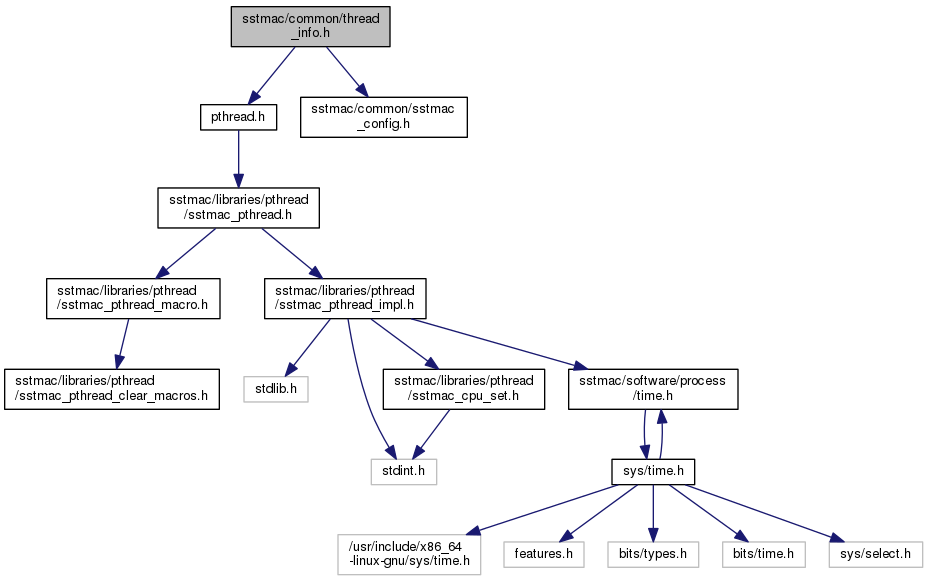 sstmac/common/thread
_info.h
pthread.h
sstmac/common/sstmac
_config.h
sstmac/libraries/pthread
/sstmac_pthread.h
sstmac/libraries/pthread
/sstmac_pthread_macro.h
sstmac/libraries/pthread
/sstmac_pthread_impl.h
sstmac/libraries/pthread
/sstmac_pthread_clear_macros.h
stdlib.h
sstmac/libraries/pthread
/sstmac_cpu_set.h
sstmac/software/process
/time.h
stdint.h
sys/time.h
/usr/include/x86_64
-linux-gnu/sys/time.h
features.h
bits/types.h
bits/time.h
sys/select.h